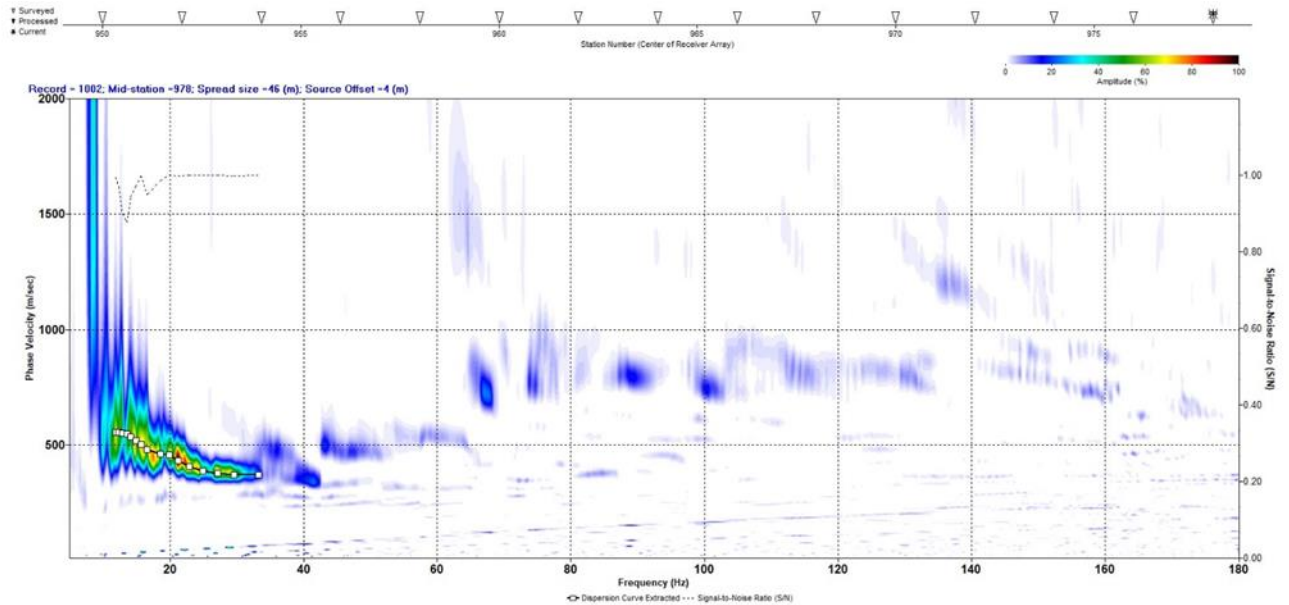 ▿ Surveyed
▾ Processed
✷ Current
950 955 960 965 970 975
Station Number (Center of Receiver Array)
0 20 40 60 80 100
Amplitude (%)
Record = 1002; Mid-station =978; Spread size =46 (m); Source Offset =4 (m)
2000
1500
1000
500
Phase Velocity (m/sec)
1.00
0.80
0.60
0.40
0.20
0.00
Signal-to-Noise Ratio (S/N)
20 40 60 80 100 120 140 160 180
Frequency (Hz)
Dispersion Curve Extracted --- Signal-to-Noise Ratio (S/N)